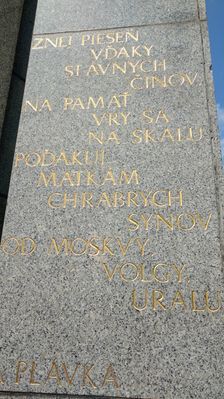 ZNEJ PIESEŇ
VĎAKY
SLÁVNYCH
ČINOV
NA PAMÄŤ
VRY SA
NA SKALU
POĎAKUJ
MATKÁM
CHRABRÝCH
SYNOV
OD MOSKVY,
VOLGY,
URALU
A. PLÁVKA